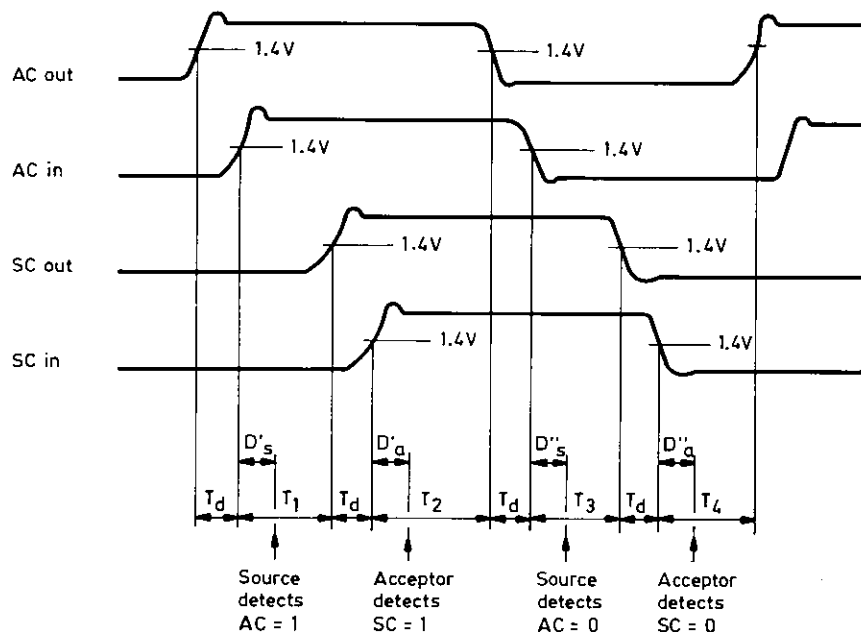 1.4V 1.4V
AC out
1.4V 1.4V
AC in
1.4V 1.4V
SC out
1.4V 1.4V
SC in
D's D'a D"s D"a
Td T1 Td T2 Td T3 Td T4
Source
detects
AC = 1
Acceptor
detects
SC = 1
Source
detects
AC = 0
Acceptor
detects
SC = 0